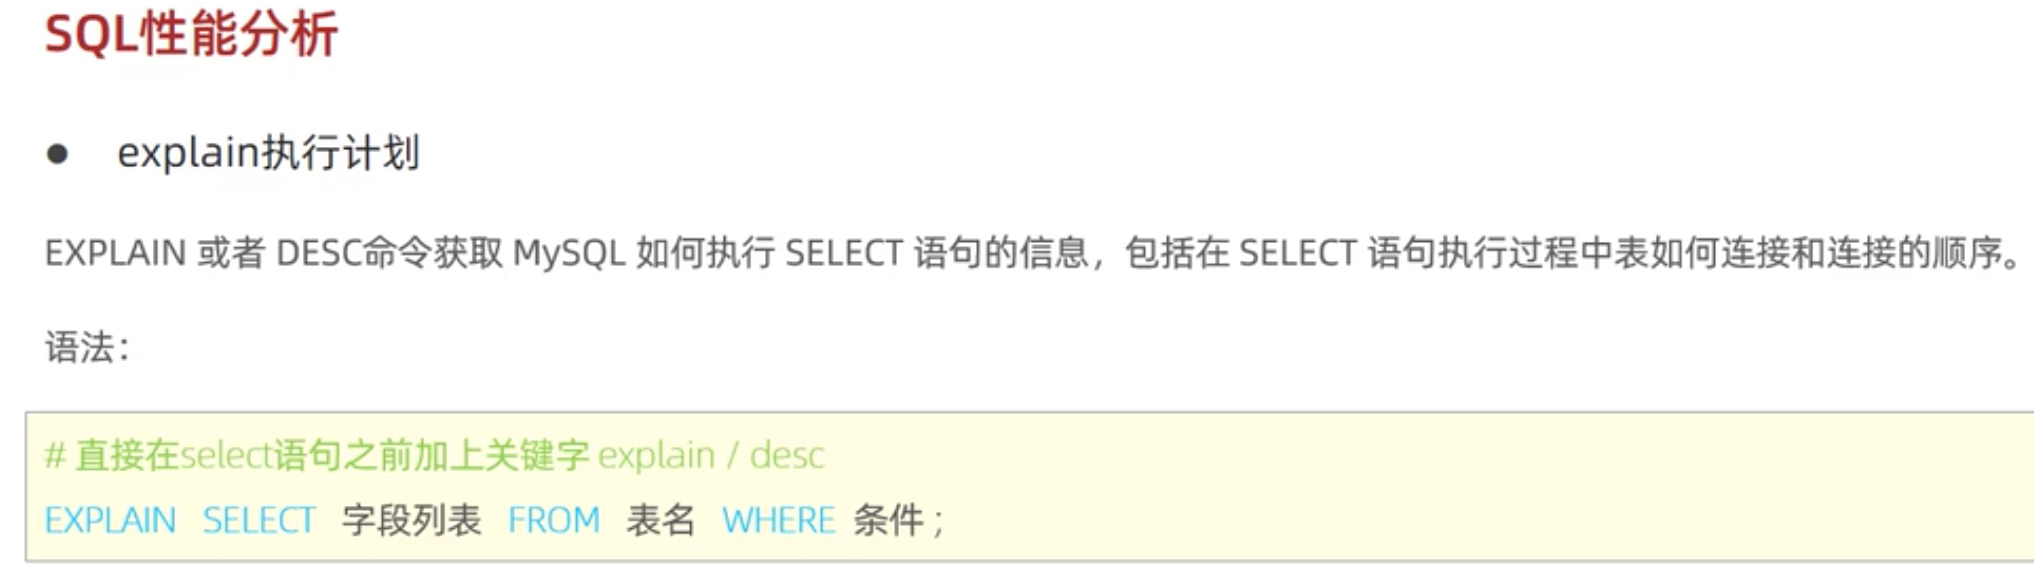 SQL性能分析
● explain执行计划
EXPLAIN 或者 DESC命令获取 MySQL 如何执行 SELECT 语句的信息，包括在 SELECT 语句执行过程中表如何连接和连接的顺序。
语法：
# 直接在select语句之前加上关键字 explain / desc
EXPLAIN SELECT 字段列表 FROM 表名 WHERE 条件 ;